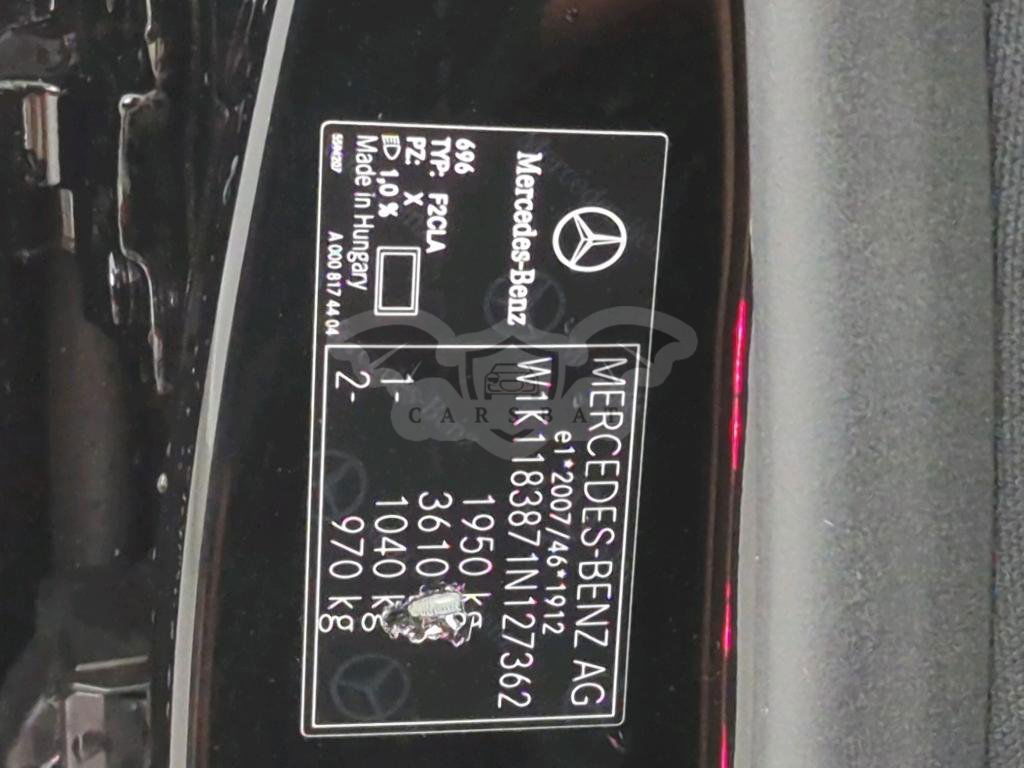 MERCEDES-BENZ AG
e1*2007/46*1912
W1K1183871N127362
1950 kg
3610
1- 1040 kg
2- 970 kg
Mercedes-Benz
696
TYP: F2CLA
PZ: X
1,0 %
Made in Hungary
A 000 817 44 04
CARSBAZ